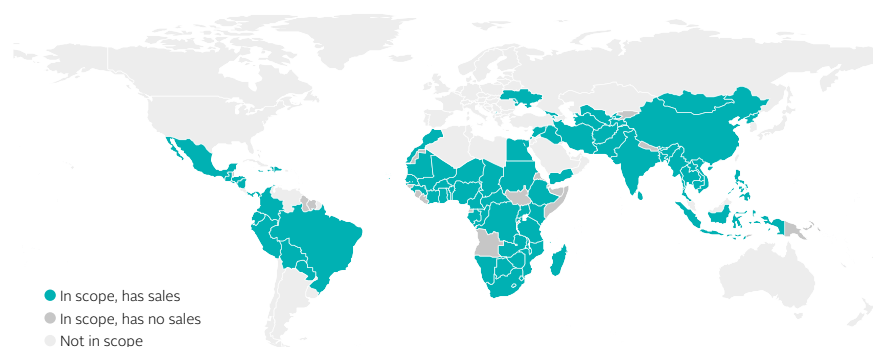 In scope, has sales
In scope, has no sales
Not in scope